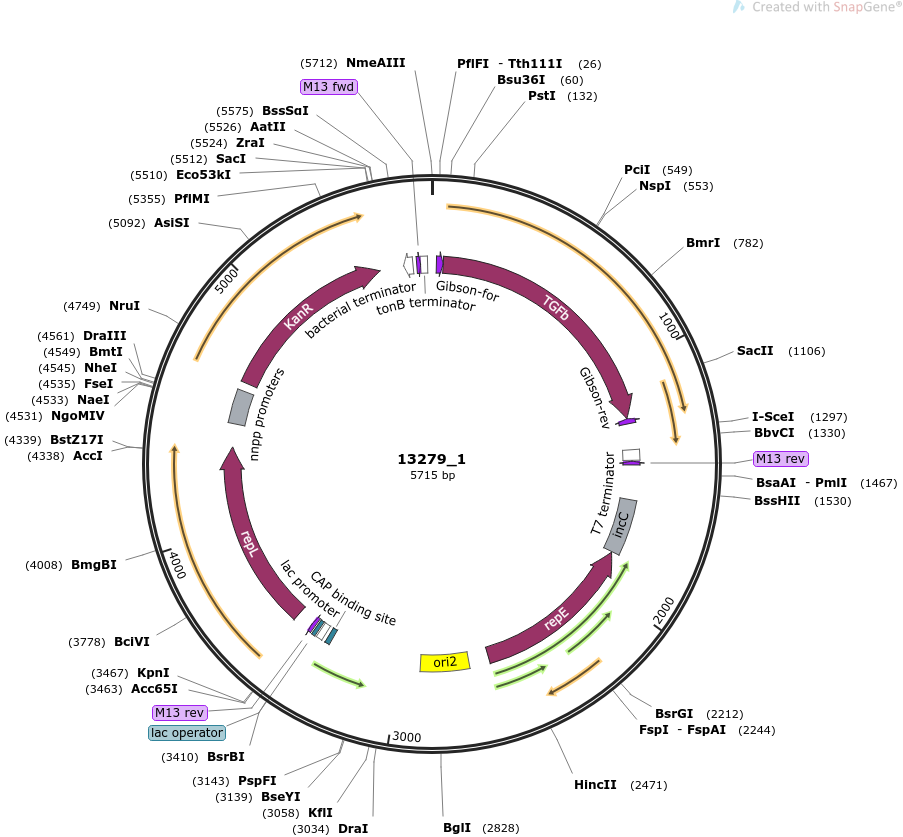 Created with SnapGene®
(5712) NmeAIII
M13 fwd
(5575) BssSαI
(5526) AatII
(5524) ZraI
(5512) SacI
(5510) Eco53kI
(5355) PflMI
(5092) AsiSI
(4749) NruI
(4561) DraIII
(4549) BmtI
(4545) NheI
(4535) FseI
(4533) NaeI
(4531) NgoMIV
(4339) BstZ17I
(4338) AccI
(4008) BmgBI
(3778) BciVI
(3467) KpnI
(3463) Acc65I
M13 rev
lac operator
(3410) BsrBI
(3143) PspFI
(3139) BseYI
(3058) KflI
(3034) DraI
PflFI - Tth111I (26)
Bsu36I (60)
PstI (132)
PciI (549)
NspI (553)
BmrI (782)
SacII (1106)
I-SceI (1297)
BbvCI (1330)
M13 rev
BsaAI - PmlI (1467)
BssHII (1530)
BsrGI (2212)
FspI - FspAI (2244)
HincII (2471)
BglI (2828)
1000
2000
3000
4000
5000
bacterial terminator
tonB terminator
Gibson-for
TGFb
Gibson-rev
T7 terminator
incC
repE
ori2
CAP binding site
lac promoter
repL
nnpp promoters
KanR
13279_1
5715 bp